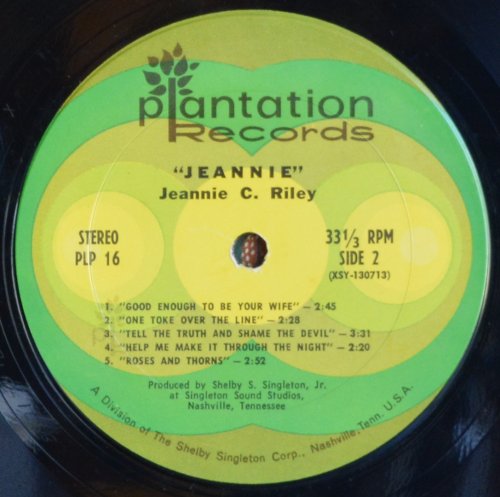 plantation
Records
"JEANNIE"
Jeannie C. Riley
STEREO
PLP 16
33 1/3 RPM
SIDE 2
(XSY-130713)
1. "GOOD ENOUGH TO BE YOUR WIFE" — 2:45
2. "ONE TOKE OVER THE LINE" — 2:28
3. "TELL THE TRUTH AND SHAME THE DEVIL" — 3:31
4. "HELP ME MAKE IT THROUGH THE NIGHT" — 2:20
5. "ROSES AND THORNS" — 2:52
Produced by Shelby S. Singleton, Jr.
at Singleton Sound Studios,
Nashville, Tennessee
A Division of The Shelby Singleton Corp., Nashville, Tenn. U.S.A.